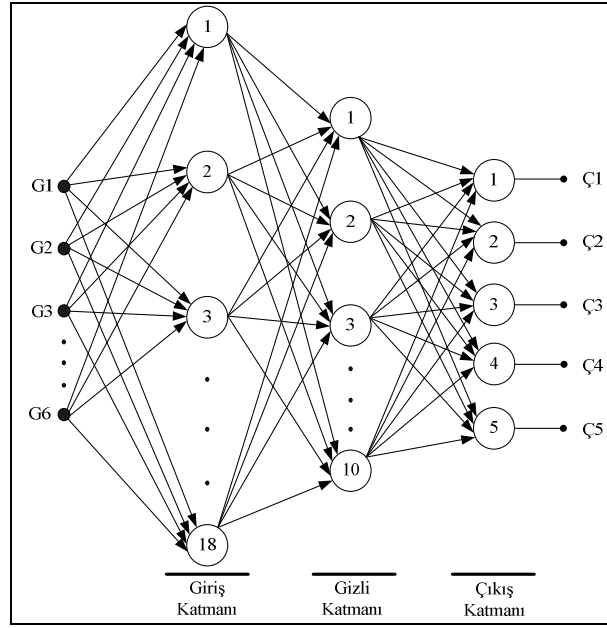 1
2
3
18
G1
G2
G3
G6
1
2
3
10
1
2
3
4
5
Ç1
Ç2
Ç3
Ç4
Ç5
Giriş
Katmanı
Gizli
Katmanı
Çıkış
Katmanı